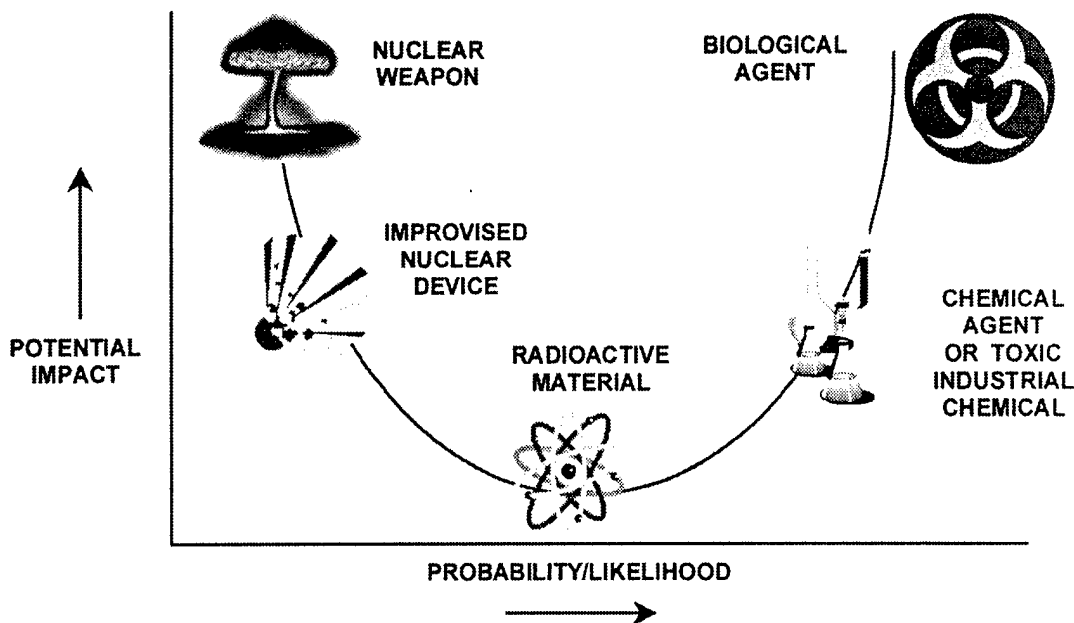 NUCLEAR
WEAPON
BIOLOGICAL
AGENT
IMPROVISED
NUCLEAR
DEVICE
CHEMICAL
AGENT
OR TOXIC
INDUSTRIAL
CHEMICAL
RADIOACTIVE
MATERIAL
POTENTIAL
IMPACT
PROBABILITY/LIKELIHOOD